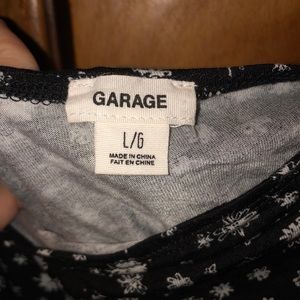 GARAGE
L/G
MADE IN CHINA
FAIT EN CHINE